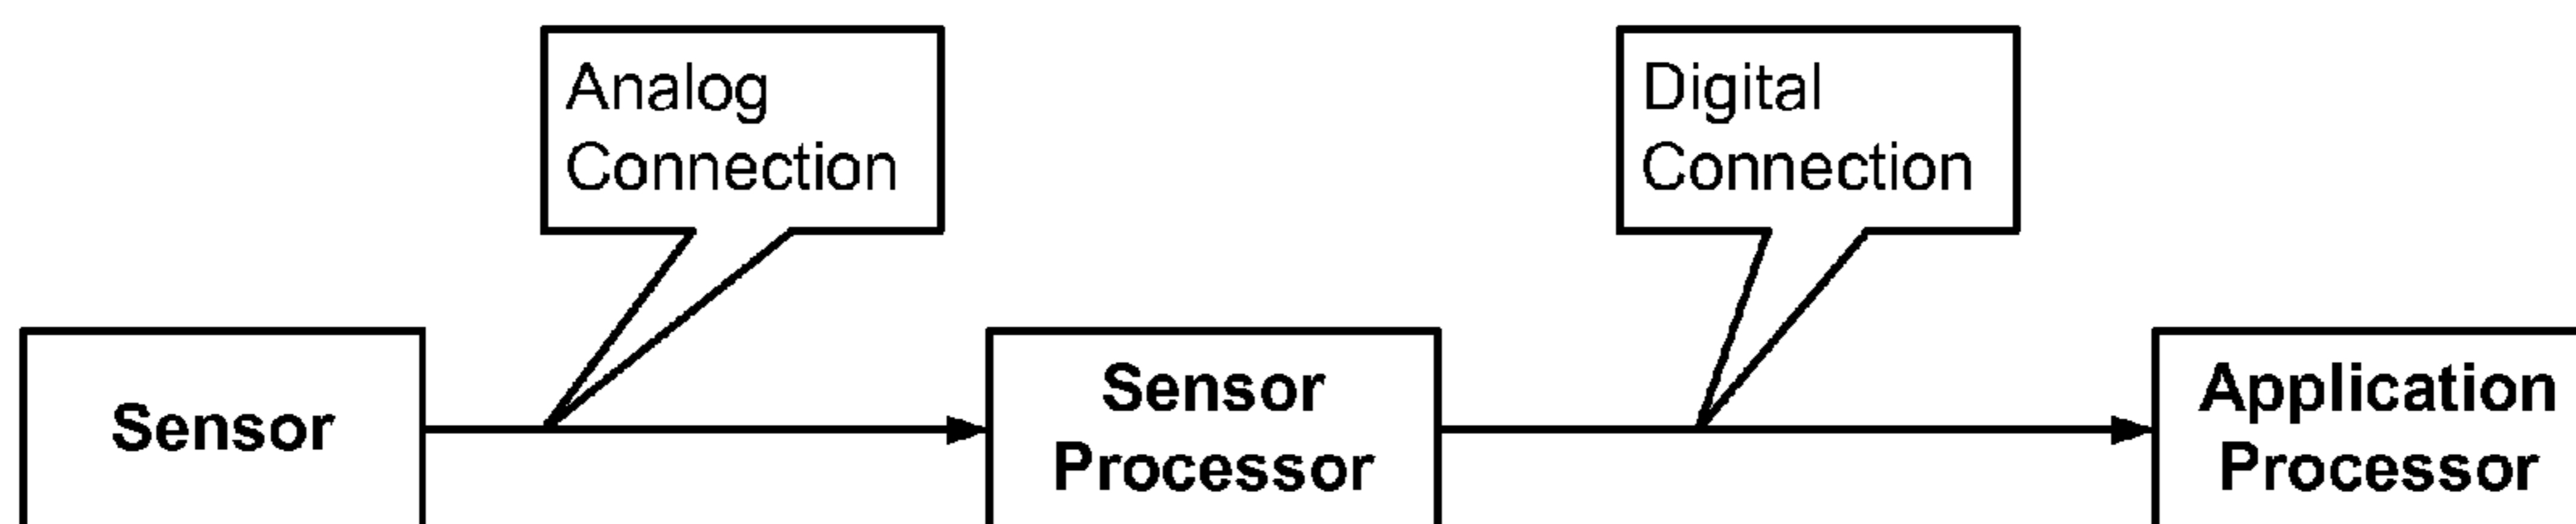 Analog
Connection
Digital
Connection
Sensor
Sensor
Processor
Application
Processor